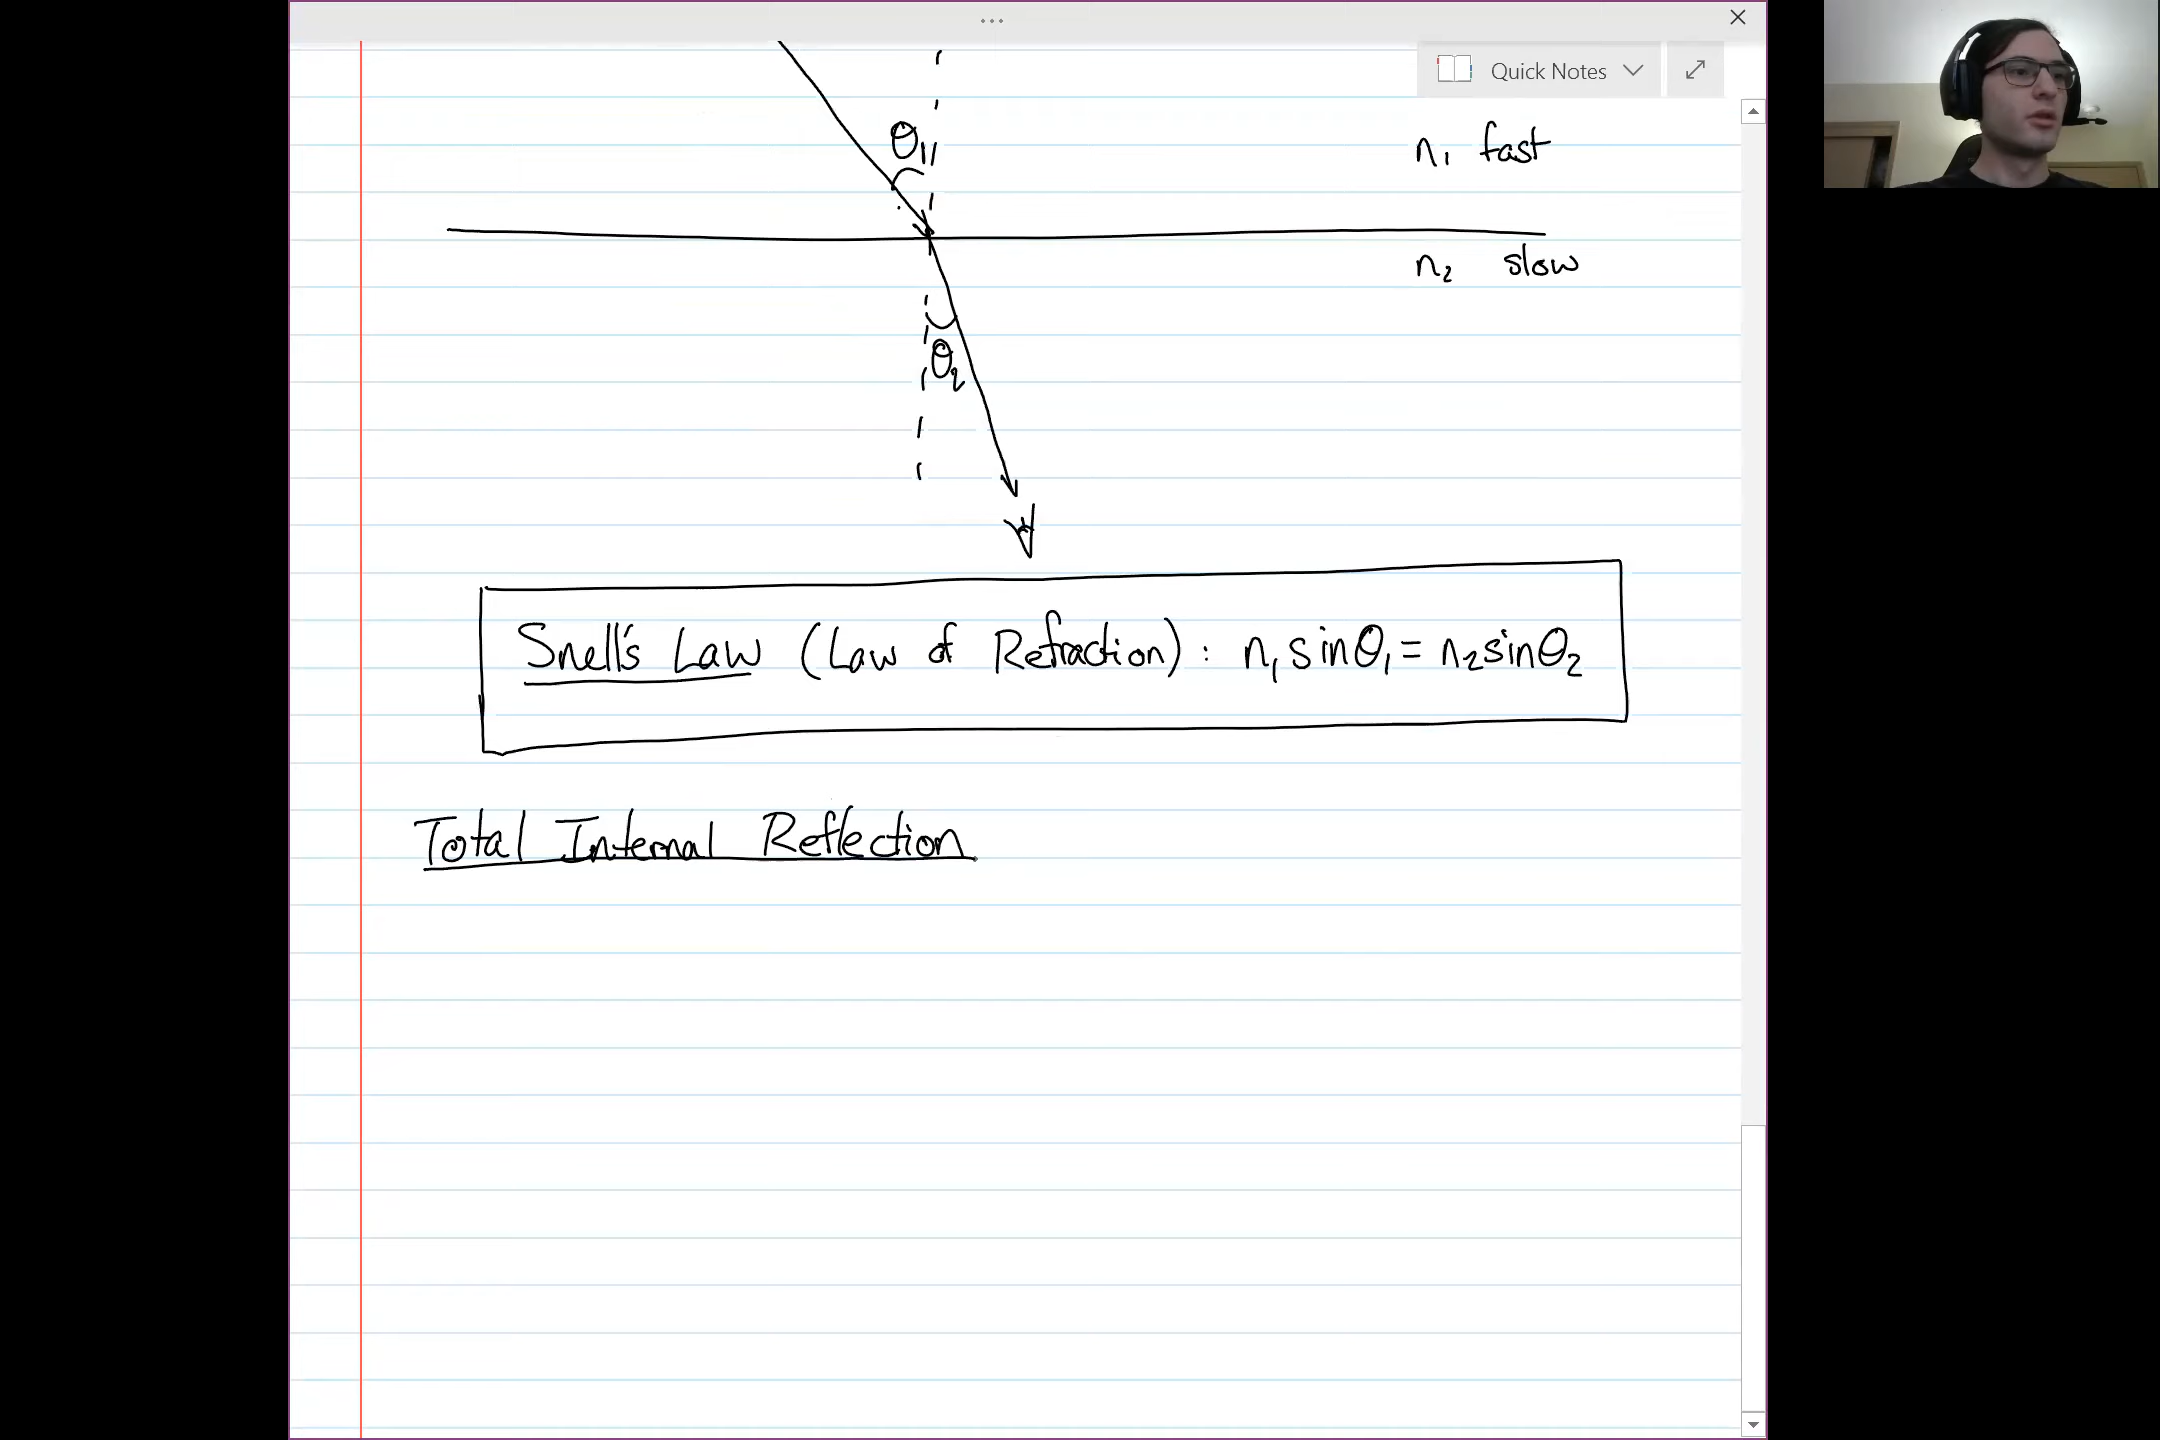 Quick Notes
θ₁
n₁ fast
n₂ slow
θ₂
Snell's Law (Law of Refraction) : n₁ sinθ₁ = n₂ sinθ₂
Total Internal Reflection